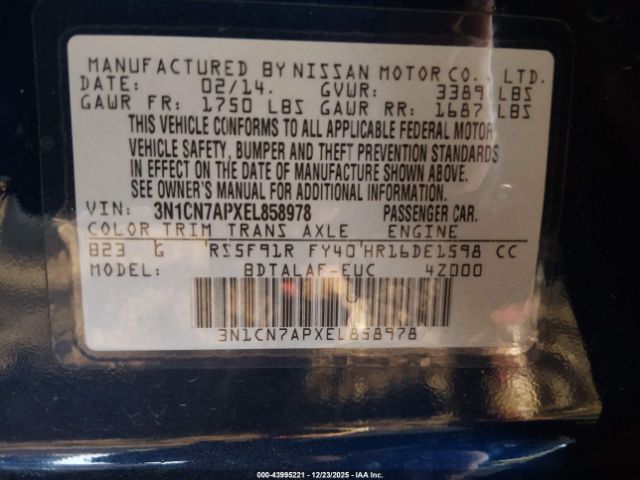 MANUFACTURED BY NISSAN MOTOR CO., LTD.
DATE: 02/14. GVWR: 3389 LBS
GAWR FR: 1750 LBS GAWR RR: 1687 LBS
THIS VEHICLE CONFORMS TO ALL APPLICABLE FEDERAL MOTOR
VEHICLE SAFETY, BUMPER AND THEFT PREVENTION STANDARDS
IN EFFECT ON THE DATE OF MANUFACTURE SHOWN ABOVE.
SEE OWNER'S MANUAL FOR ADDITIONAL INFORMATION.
VIN: 3N1CN7APXEL858978 PASSENGER CAR.
COLOR TRIM TRANS AXLE ENGINE
B23 G RS5F91R FY40 HR16DE1598 CC
MODEL BDTALAF-EUC 4Z000
U
3N1CN7APXEL858978
000-43995221 - 12/23/2025 - IAA Inc.